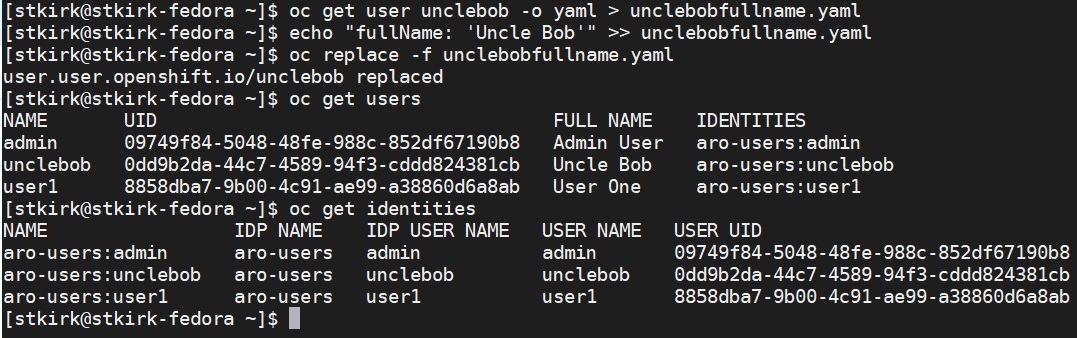 [stkirk@stkirk-fedora ~]$ oc get user unclebob -o yaml > unclebobfullname.yaml
[stkirk@stkirk-fedora ~]$ echo "fullName: 'Uncle Bob'" >> unclebobfullname.yaml
[stkirk@stkirk-fedora ~]$ oc replace -f unclebobfullname.yaml
user.user.openshift.io/unclebob replaced
[stkirk@stkirk-fedora ~]$ oc get users
NAME       UID                                    FULL NAME    IDENTITIES
admin      09749f84-5048-48fe-988c-852df67190b8   Admin User   aro-users:admin
unclebob   0dd9b2da-44c7-4589-94f3-cddd824381cb   Uncle Bob    aro-users:unclebob
user1      8858dba7-9b00-4c91-ae99-a38860d6a8ab   User One     aro-users:user1
[stkirk@stkirk-fedora ~]$ oc get identities
NAME                 IDP NAME    IDP USER NAME   USER NAME   USER UID
aro-users:admin      aro-users   admin           admin       09749f84-5048-48fe-988c-852df67190b8
aro-users:unclebob   aro-users   unclebob        unclebob    0dd9b2da-44c7-4589-94f3-cddd824381cb
aro-users:user1      aro-users   user1           user1       8858dba7-9b00-4c91-ae99-a38860d6a8ab
[stkirk@stkirk-fedora ~]$